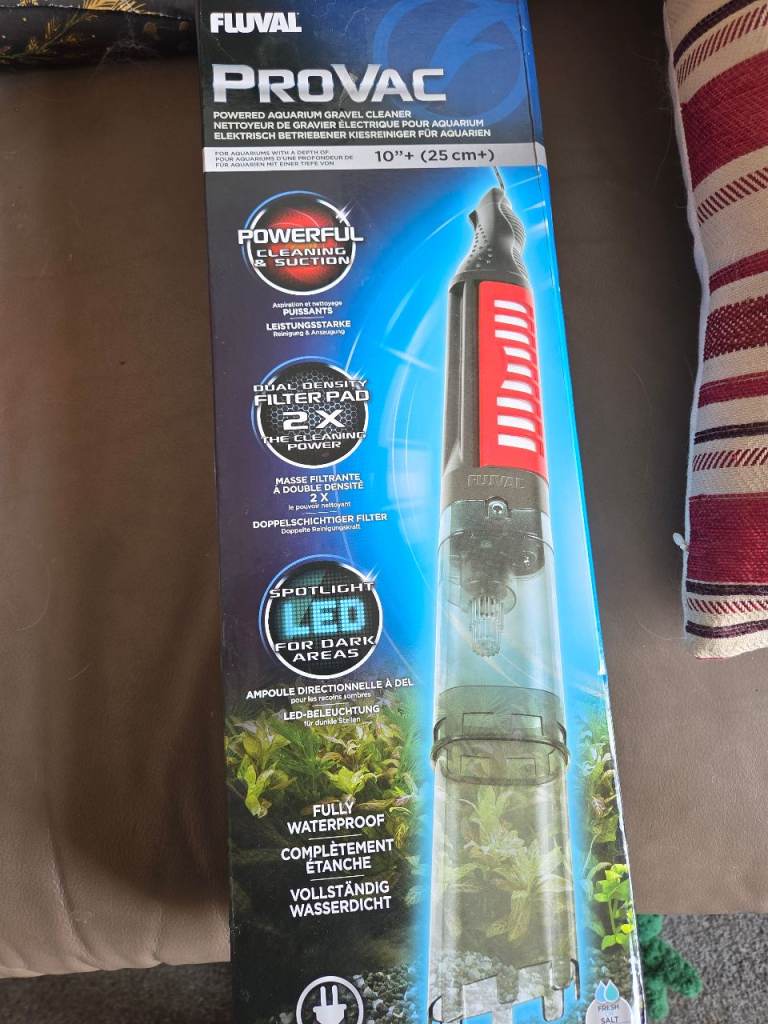 FLUVAL
PROVAC
POWERED AQUARIUM GRAVEL CLEANER
NETTOYEUR DE GRAVIER ÉLECTRIQUE POUR AQUARIUM
ELEKTRISCH BETRIEBENER KIESREINIGER FÜR AQUARIEN
FOR AQUARIUMS WITH A DEPTH OF
POUR AQUARIUMS D'UNE PROFONDEUR DE
FÜR AQUARIEN MIT EINER TIEFE VON
10"+ (25 cm+)
POWERFUL
CLEANING
& SUCTION
Aspiration et nettoyage
PUISSANTS
LEISTUNGSSTARKE
Reinigung & Ansaugung
DUAL DENSITY
FILTER PAD
2X
THE CLEANING
POWER
MASSE FILTRANTE
À DOUBLE DENSITÉ
2 X
le pouvoir nettoyant
DOPPELSCHICHTIGER FILTER
Doppelte Reinigungskraft
FLUVAL
SPOTLIGHT
LED
FOR DARK
AREAS
AMPOULE DIRECTIONNELLE À DEL
pour les recoins sombres
LED-BELEUCHTUNG
für dunkle Stellen
FULLY
WATERPROOF
COMPLÈTEMENT
ÉTANCHE
VOLLSTÄNDIG
WASSERDICHT
FRESH
SALT